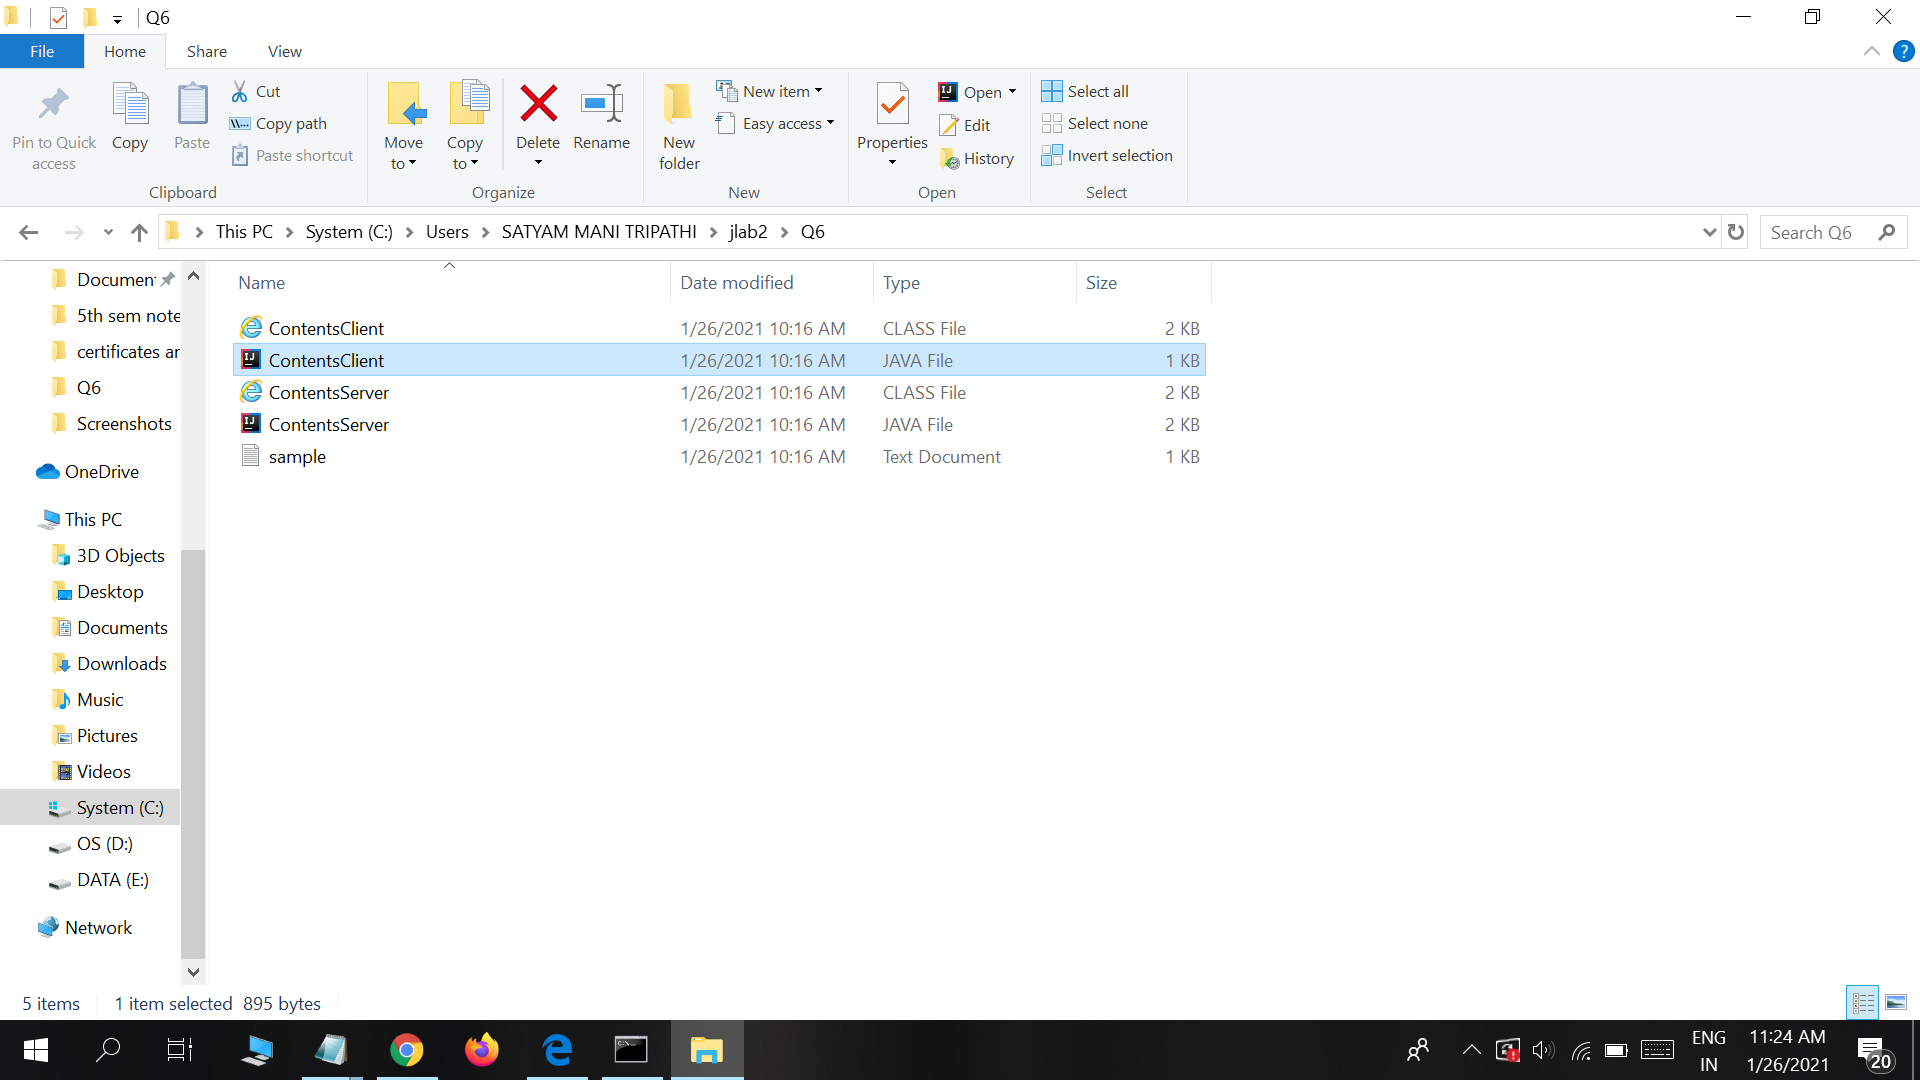 Q6
File Home Share View
Pin to Quick access
Copy
Paste
Cut
Copy path
Paste shortcut
Clipboard
Move to
Copy to
Delete
Rename
Organize
New folder
New item
Easy access
New
Properties
Open
Edit
History
Open
Select all
Select none
Invert selection
Select
This PC System (C:) Users SATYAM MANI TRIPATHI jlab2 Q6
Search Q6
Documen
5th sem note
certificates ar
Q6
Screenshots
OneDrive
This PC
3D Objects
Desktop
Documents
Downloads
Music
Pictures
Videos
System (C:)
OS (D:)
DATA (E:)
Network
Name Date modified Type Size
ContentsClient 1/26/2021 10:16 AM CLASS File 2 KB
ContentsClient 1/26/2021 10:16 AM JAVA File 1 KB
ContentsServer 1/26/2021 10:16 AM CLASS File 2 KB
ContentsServer 1/26/2021 10:16 AM JAVA File 2 KB
sample 1/26/2021 10:16 AM Text Document 1 KB
5 items 1 item selected 895 bytes
ENG
IN
11:24 AM
1/26/2021
20